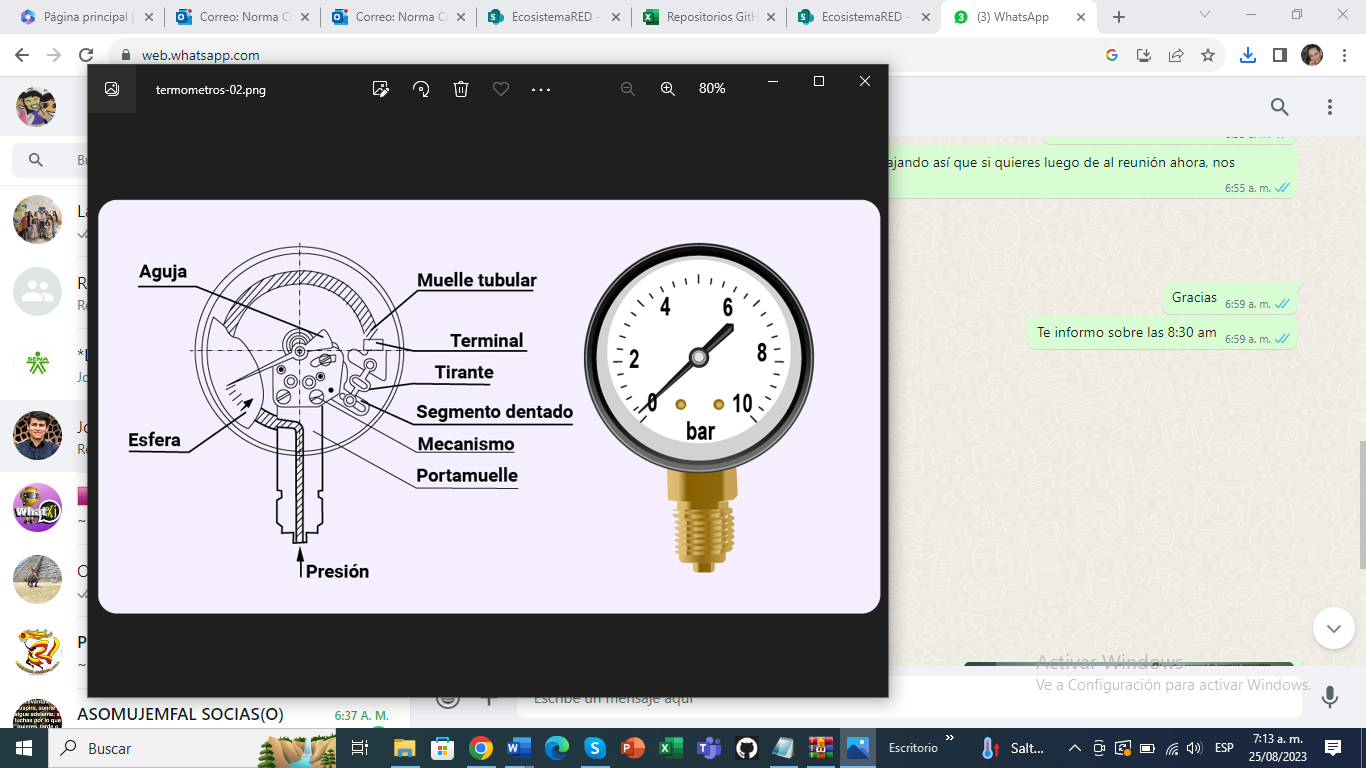 Página principal
Correo: Norma C
Correo: Norma C
EcosistemaRED -
Repositorios GitH
EcosistemaRED -
(3) WhatsApp
web.whatsapp.com
termometros-02.png
80%
ajando así que si quieres luego de al reunión ahora, nos
6:55 a. m.
Gracias
6:59 a. m.
Te informo sobre las 8:30 am
6:59 a. m.
SENA
WhatXi
Aguja
Muelle tubular
Terminal
Tirante
Segmento dentado
Mecanismo
Portamuelle
Esfera
Presión
0
2
4
6
8
10
bar
ASOMUJEMFAL SOCIAS(O)
6:37 A. M.
Escribe un mensaje aquí
Activar Windows
Ve a Configuración para activar Windows.
Buscar
Escritorio
Salt...
ESP
7:13 a. m.
25/08/2023